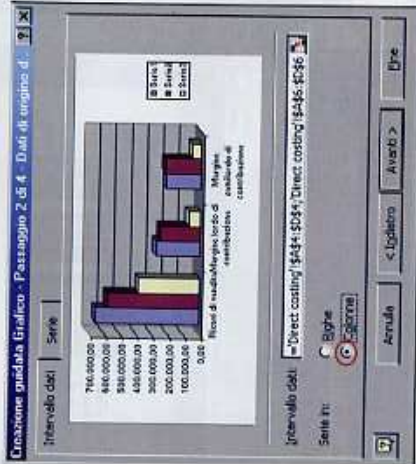 Creazione guidata Grafico - Passaggio 2 di 4 - Dati di origine d.
Intervallo dati
Serie
700.000,00
600.000,00
500.000,00
400.000,00
300.000,00
200.000,00
100.000,00
0,00
Ricavi di vendita
Margine lordo di contribuzione
Margine
contribuzione
Serie1
Serie2
Serie3
Intervallo dati:
='Direct costing'!$A$4:$D$4;'Direct costing'!$A$6:$D$6
Serie in:
Righe
Colonne
Annulla
< Indietro
Avanti >
Fine